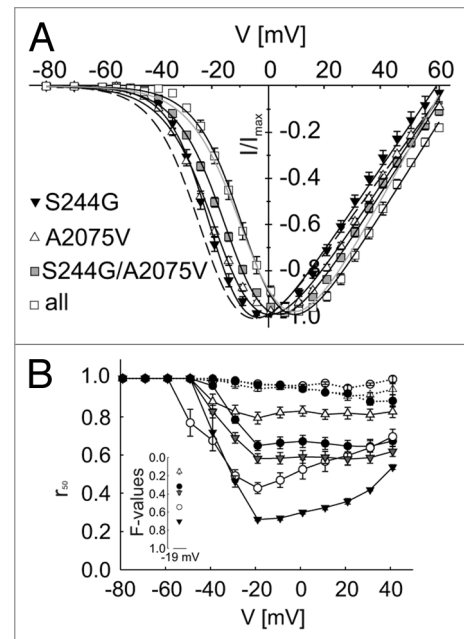 A
V [mV]
-80 -60 -40 -20 0 20 40 60
I/Imax
-0.2
-0.4
-0.6
-0.8
-1.0
S244G
A2075V
S244G/A2075V
all
B
1.0
0.8
0.6
0.4
0.2
0.0
r50
F-values
0.0
0.2
0.4
0.6
0.8
1.0
-19 mV
-80 -60 -40 -20 0 20 40
V [mV]